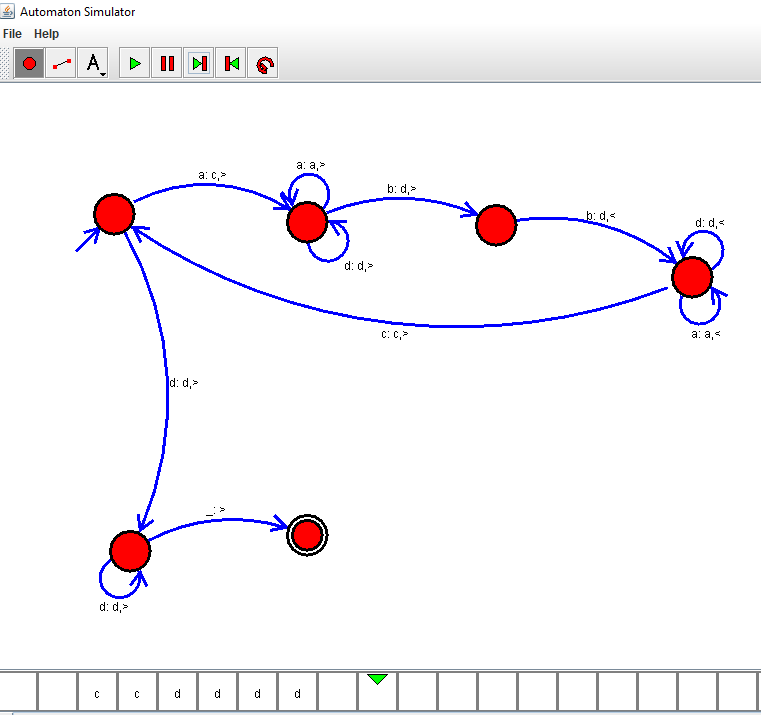 Automaton Simulator
File Help
A
a: c,>
a: a,>
b: d,>
b: d,<
d: d,<
d: d,>
c: c,>
a: a,<
d: d,>
_: >
d: d,>
c c d d d d